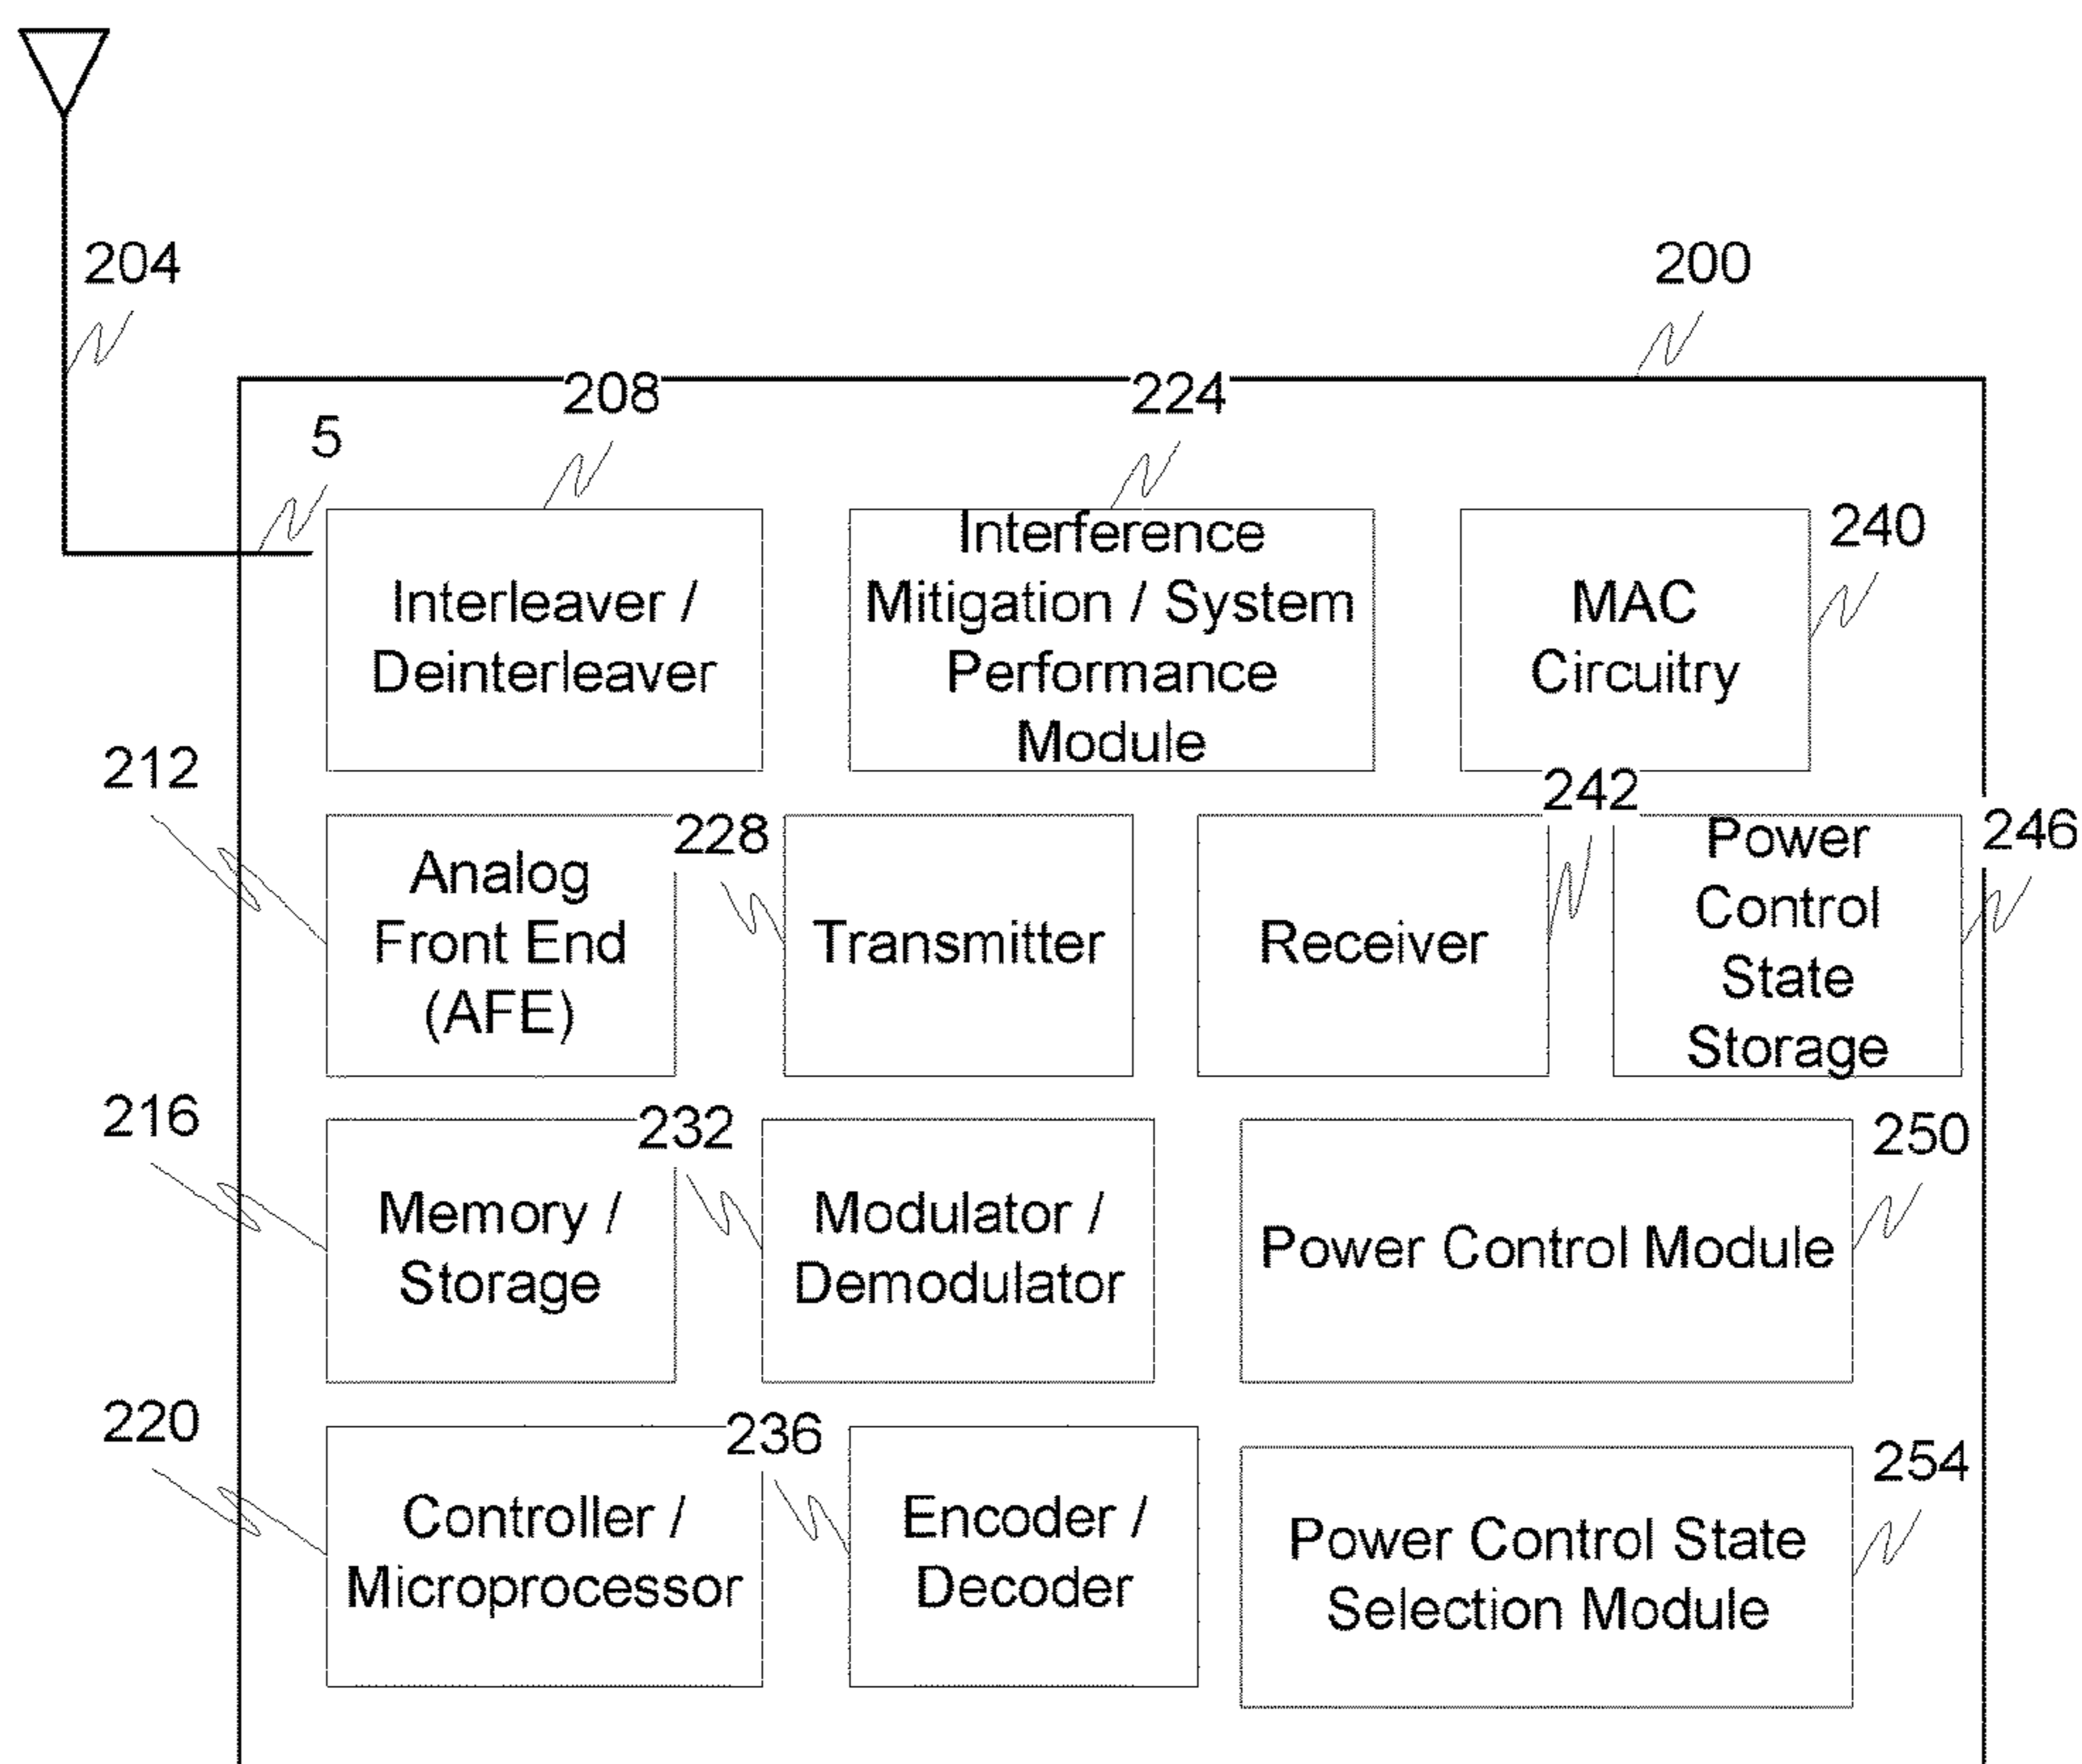 204
200
208
224
5
Interleaver /
Deinterleaver
Interference
Mitigation / System
Performance
Module
MAC
Circuitry
240
212
228
242
246
Analog
Front End
(AFE)
Transmitter
Receiver
Power
Control
State
Storage
216
232
250
Memory /
Storage
Modulator /
Demodulator
Power Control Module
220
236
254
Controller /
Microprocessor
Encoder /
Decoder
Power Control State
Selection Module